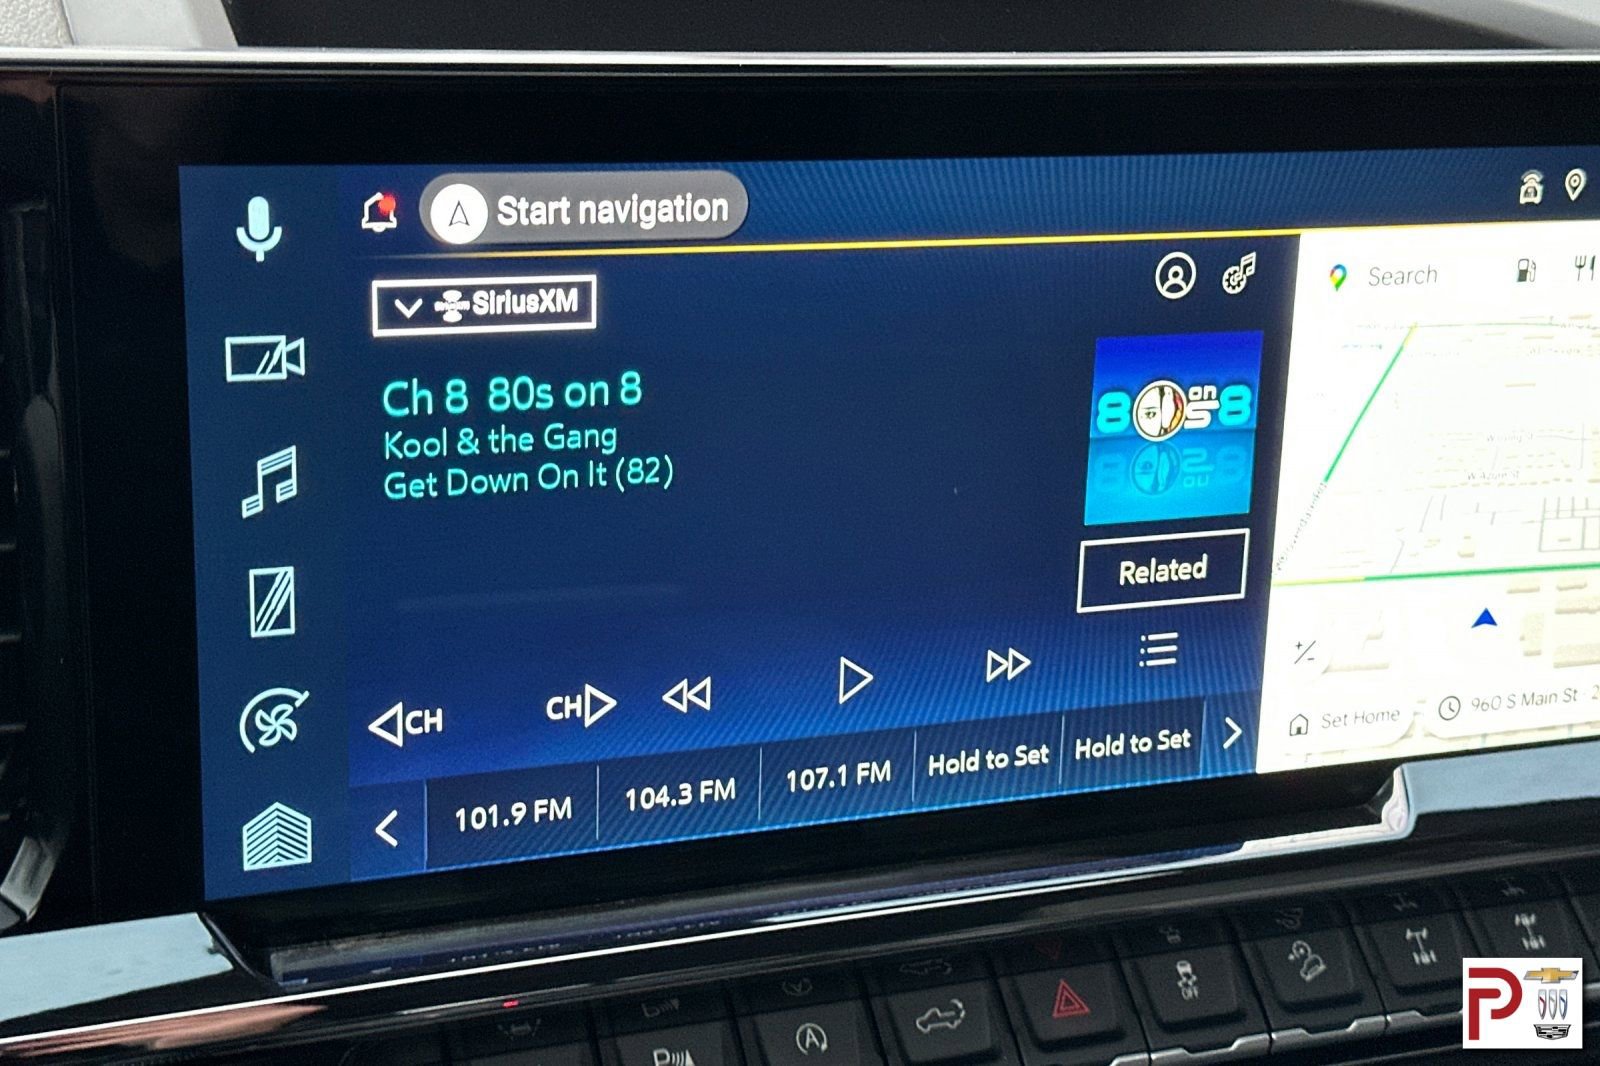 Start navigation
SiriusXM
Ch 8 80s on 8
Kool & the Gang
Get Down On It (82)
80s on 8
Related
CH
CH
101.9 FM
104.3 FM
107.1 FM
Hold to Set
Hold to Set
Search
Set Home
960 S Main St
A
OFF
P
P